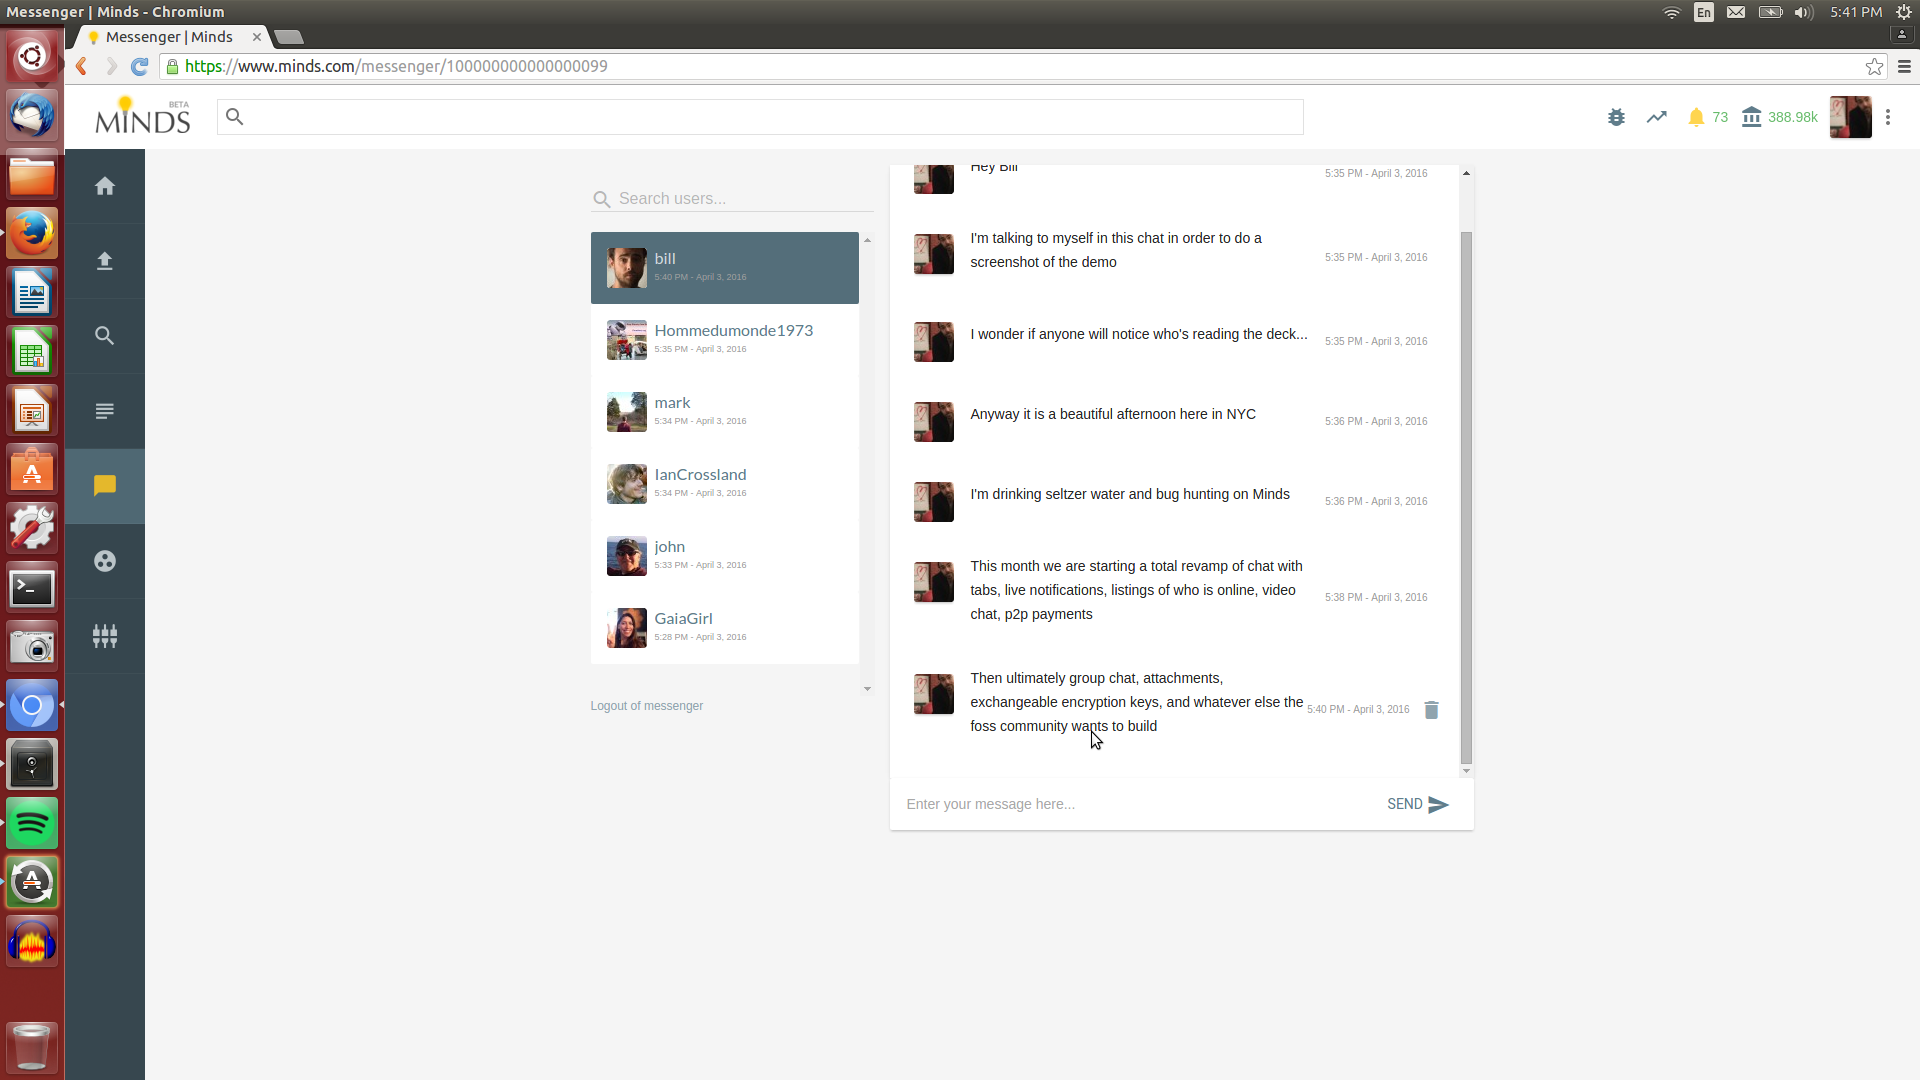 Messenger | Minds - Chromium
En
5:41 PM
Messenger | Minds
https://www.minds.com/messenger/100000000000000099
MINDS
BETA
73
388.98k
Search users...
bill
5:40 PM - April 3, 2016
Hommedumonde1973
5:35 PM - April 3, 2016
mark
5:34 PM - April 3, 2016
IanCrossland
5:34 PM - April 3, 2016
john
5:33 PM - April 3, 2016
GaiaGirl
5:28 PM - April 3, 2016
Logout of messenger
Hey Bill
5:35 PM - April 3, 2016
I'm talking to myself in this chat in order to do a
screenshot of the demo
5:35 PM - April 3, 2016
I wonder if anyone will notice who's reading the deck...
5:35 PM - April 3, 2016
Anyway it is a beautiful afternoon here in NYC
5:36 PM - April 3, 2016
I'm drinking seltzer water and bug hunting on Minds
5:36 PM - April 3, 2016
This month we are starting a total revamp of chat with
tabs, live notifications, listings of who is online, video
chat, p2p payments
5:38 PM - April 3, 2016
Then ultimately group chat, attachments,
exchangeable encryption keys, and whatever else the
foss community wants to build
5:40 PM - April 3, 2016
Enter your message here...
SEND